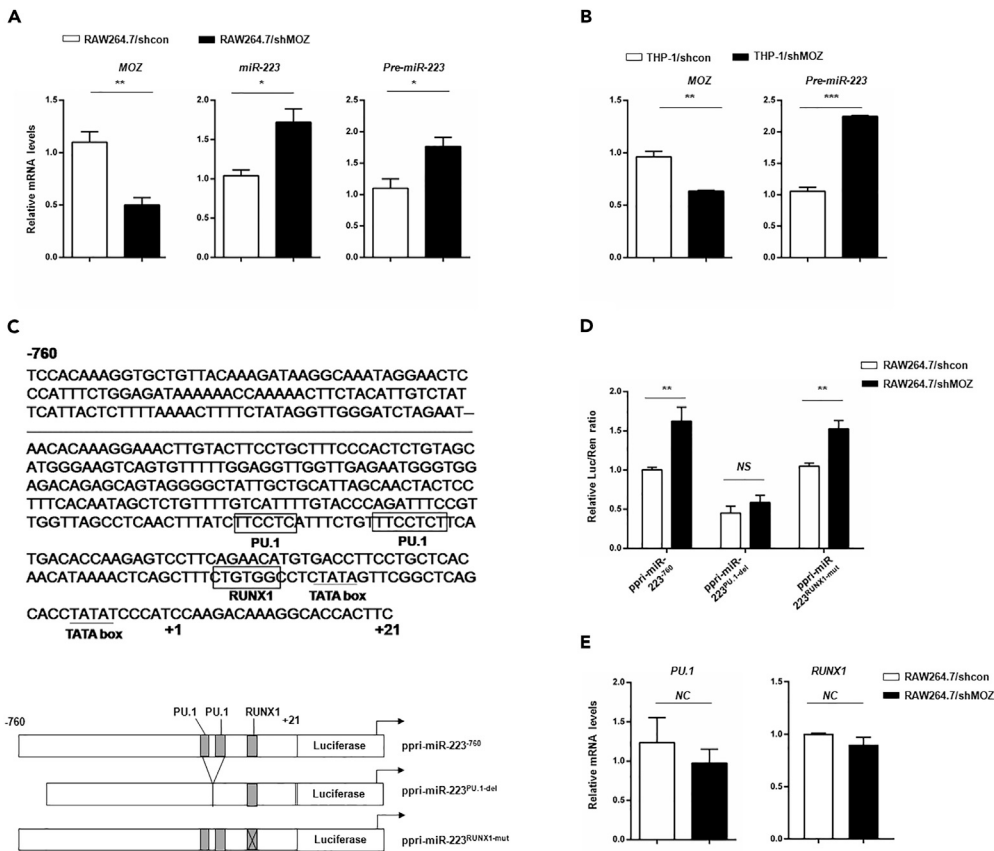 A
RAW264.7/shcon RAW264.7/shMOZ
MOZ
**
miR-223
*
Pre-miR-223
*
Relative mRNA levels
1.5
1.0
0.5
0.0
2.0
1.5
1.0
0.5
0.0
2.5
2.0
1.5
1.0
0.5
0.0
B
THP-1/shcon THP-1/shMOZ
MOZ
**
Pre-miR-223
***
1.5
1.0
0.5
0.0
2.5
2.0
1.5
1.0
0.5
0.0
C
-760
TCCACAAAGGTGCTGTTACAAAGATAAGGCAAATAGGAACTC
CCATTTCTGGAGATAAAAAACCAAAAACTTCTACATTGTCTAT
TCATTACTCTTTTAAAACTTTTCTATAGGTTGGGATCTAGAAT—
AACACAAAGGAAACTTGTACTTCCTGCTTTCCCACTCTGTAGC
ATGGGAAGTCAGTGTTTTTGGAGGTTGGTTGAGAATGGGTGG
AGACAGAGCAGTAGGGGCTATTGCTGCATTAGCAACTACTCC
TTTCACAATAGCTCTGTTTTGTCATTTTGTACCCAGATTTCCGT
TGGTTAGCCTCAACTTTATCTTCCTCATTTCTGTTTCCTCTTCA
PU.1 PU.1
TGACACCAAGAGTCCTTCAGAACATGTGACCTTCCTGCTCAC
AACATAAAACTCAGCTTTCTGTGGCCTCTATAGTTCGGCTCAG
RUNX1 TATA box
CACCTATATCCCATCCAAGACAAAGGCACCACTTC
TATA box +1 +21
-760 PU.1 PU.1 RUNX1 +21
Luciferase ppri-miR-223-760
Luciferase ppri-miR-223PU.1-del
Luciferase ppri-miR-223RUNX1-mut
D
RAW264.7/shcon
RAW264.7/shMOZ
Relative Luc/Ren ratio
2.0
1.5
1.0
0.5
0.0
**
NS
**
ppri-miR-
223-760
ppri-miR-
223PU.1-del
ppri-miR
223RUNX1-mut
E
PU.1
NC
RUNX1
NC
RAW264.7/shcon
RAW264.7/shMOZ
Relative mRNA levels
2.0
1.5
1.0
0.5
0.0
1.5
1.0
0.5
0.0